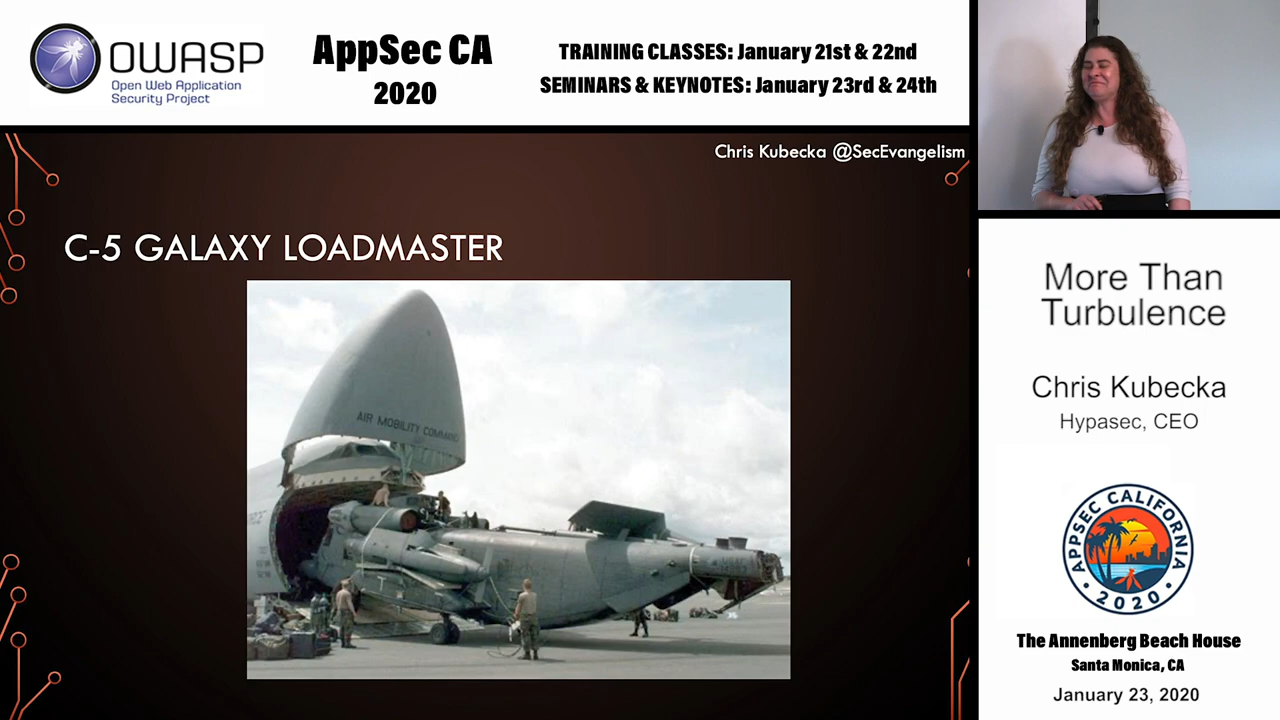 OWASP
Open Web Application
Security Project
AppSec CA
2020
TRAINING CLASSES: January 21st & 22nd
SEMINARS & KEYNOTES: January 23rd & 24th
Chris Kubecka @SecEvangelism
C-5 GALAXY LOADMASTER
AIR MOBILITY COMMAND
More Than
Turbulence
Chris Kubecka
Hypasec, CEO
APPSEC CALIFORNIA
• 2020 •
The Annenberg Beach House
Santa Monica, CA
January 23, 2020